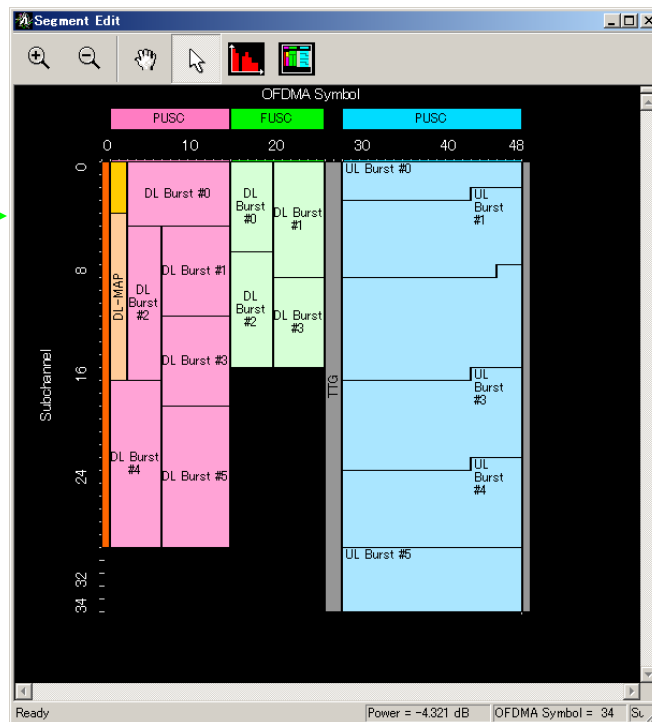 Segment Edit
OFDMA Symbol
PUSC FUSC PUSC
0 10 20 30 40 48
Subchannel
0
8
16
24
32
34
DL-MAP
DL Burst #0
DL Burst #1
DL
Burst
#2
DL Burst #3
DL Burst
#4
DL Burst #5
DL
Burst
#0
DL Burst
#1
DL
Burst
#2
DL Burst
#3
TTG
UL Burst #0
UL
Burst
#1
UL
Burst
#3
UL
Burst
#4
UL Burst #5
Ready Power = -4.321 dB OFDMA Symbol = 34